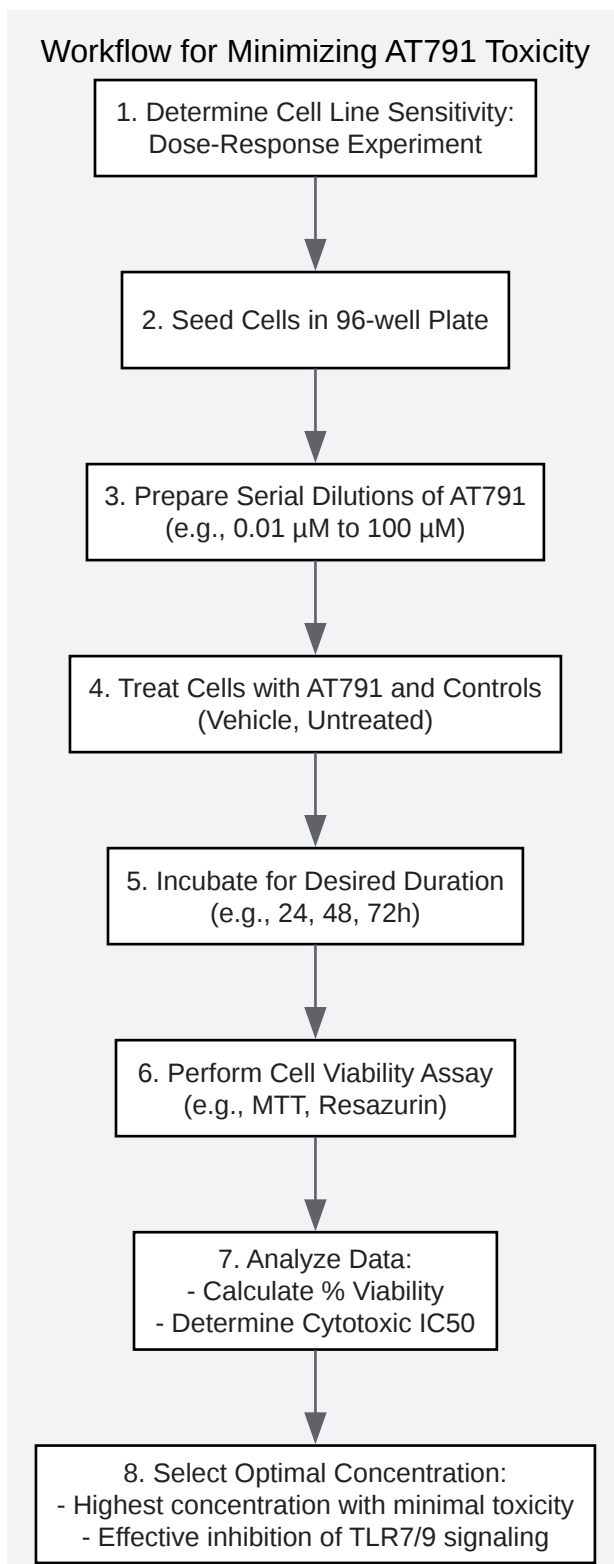 Workflow for Minimizing AT791 Toxicity
1. Determine Cell Line Sensitivity:
Dose-Response Experiment
2. Seed Cells in 96-well Plate
3. Prepare Serial Dilutions of AT791
(e.g., 0.01 µM to 100 µM)
4. Treat Cells with AT791 and Controls
(Vehicle, Untreated)
5. Incubate for Desired Duration
(e.g., 24, 48, 72h)
6. Perform Cell Viability Assay
(e.g., MTT, Resazurin)
7. Analyze Data:
- Calculate % Viability
- Determine Cytotoxic IC50
8. Select Optimal Concentration:
- Highest concentration with minimal toxicity
- Effective inhibition of TLR7/9 signaling